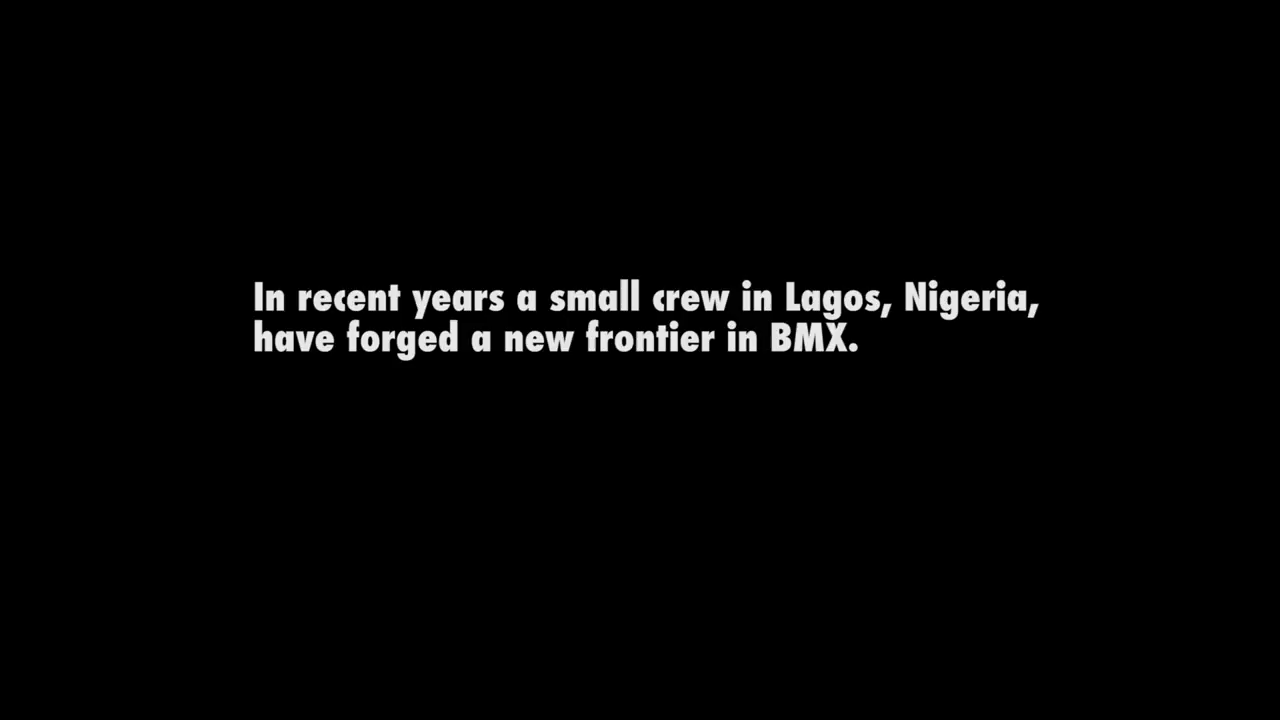 In recent years a small crew in Lagos, Nigeria,
have forged a new frontier in BMX.